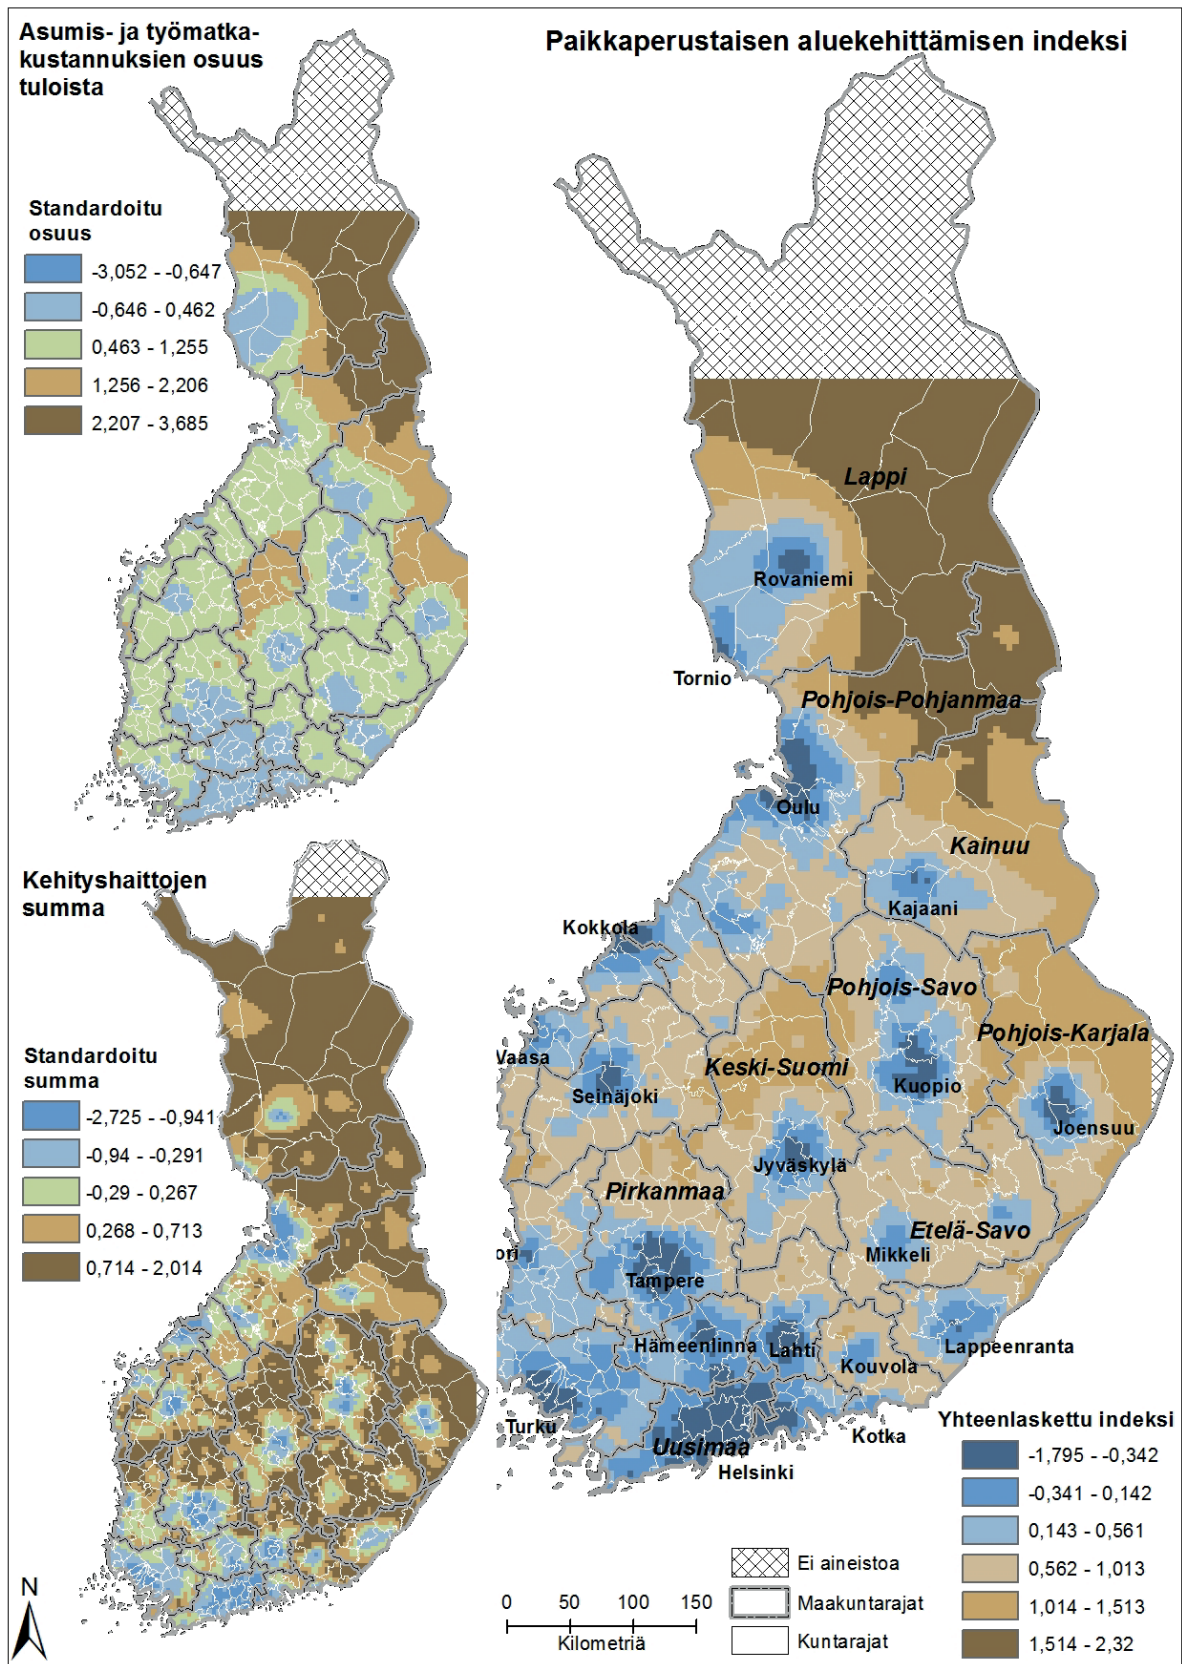 Asumis- ja työmatka-
kustannuksien osuus
tuloista
Paikkaperustaisen aluekehittämisen indeksi
Standardoitu
osuus
-3,052 - -0,647
-0,646 - 0,462
0,463 - 1,255
1,256 - 2,206
2,207 - 3,685
Lappi
Rovaniemi
Tornio
Pohjois-Pohjanmaa
Oulu
Kainuu
Kajaani
Kokkola
Pohjois-Savo
Pohjois-Karjala
Vaasa
Keski-Suomi
Seinäjoki
Kuopio
Joensuu
Jyväskylä
Pirkanmaa
Etelä-Savo
ori
Mikkeli
Tampere
Hämeenlinna
Lahti
Lappeenranta
Kouvola
Turku
Kotka
Uusimaa
Helsinki
Kehityshaittojen
summa
Standardoitu
summa
-2,725 - -0,941
-0,94 - -0,291
-0,29 - 0,267
0,268 - 0,713
0,714 - 2,014
N
0 50 100 150
Kilometriä
Ei aineistoa
Maakuntarajat
Kuntarajat
Yhteenlaskettu indeksi
-1,795 - -0,342
-0,341 - 0,142
0,143 - 0,561
0,562 - 1,013
1,014 - 1,513
1,514 - 2,32